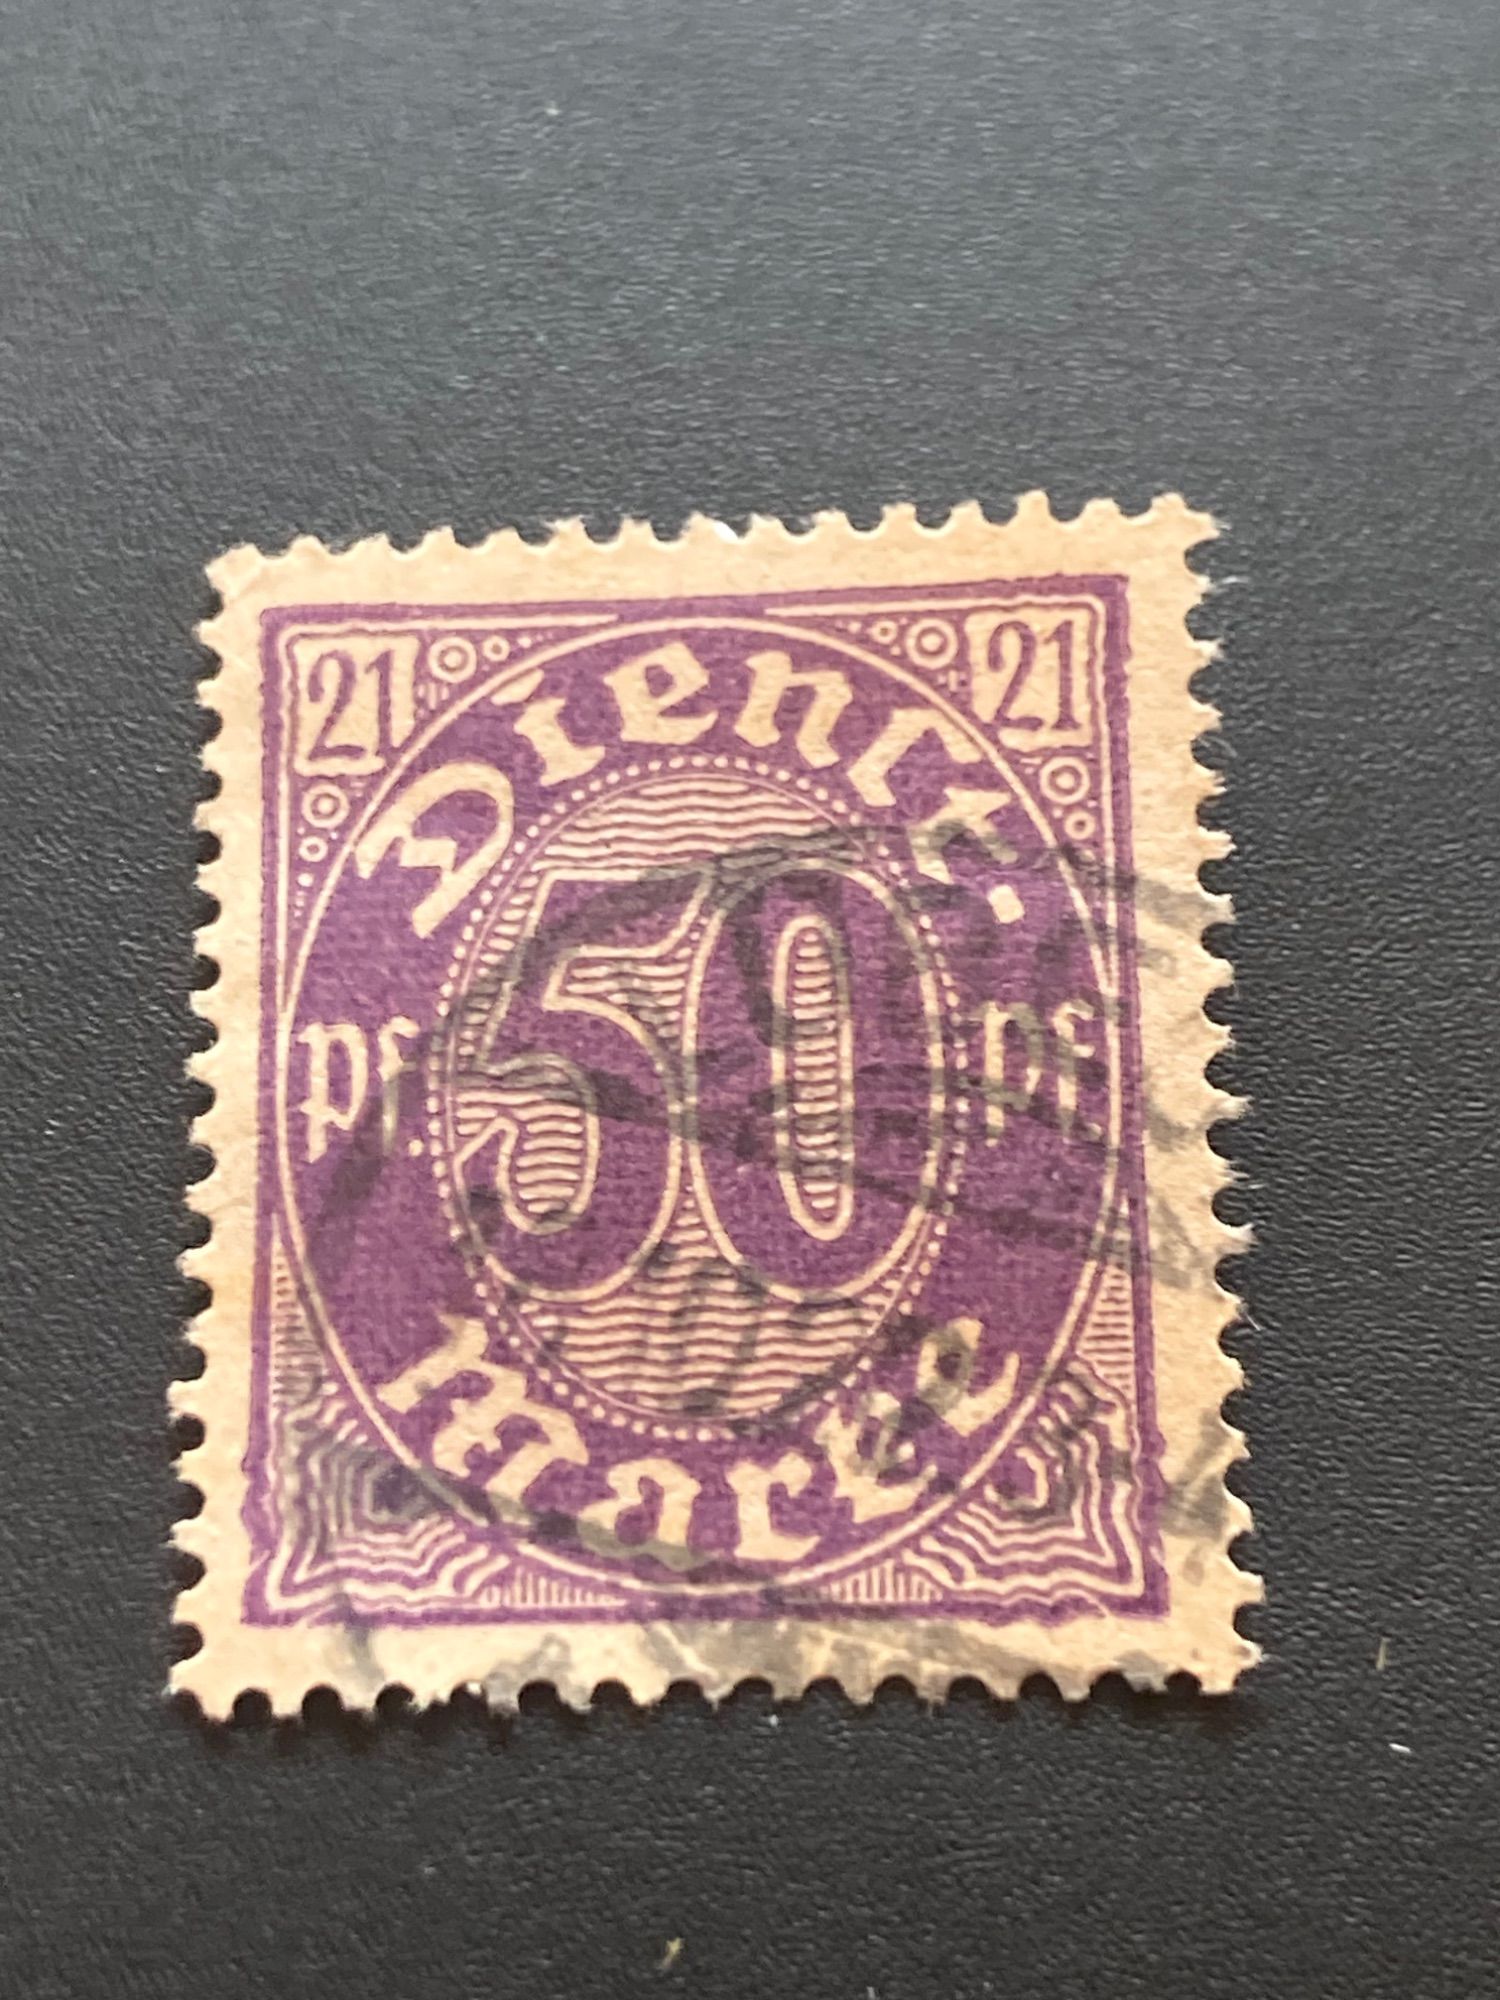 21 21
Dienst.
pf. 50 pf.
marke